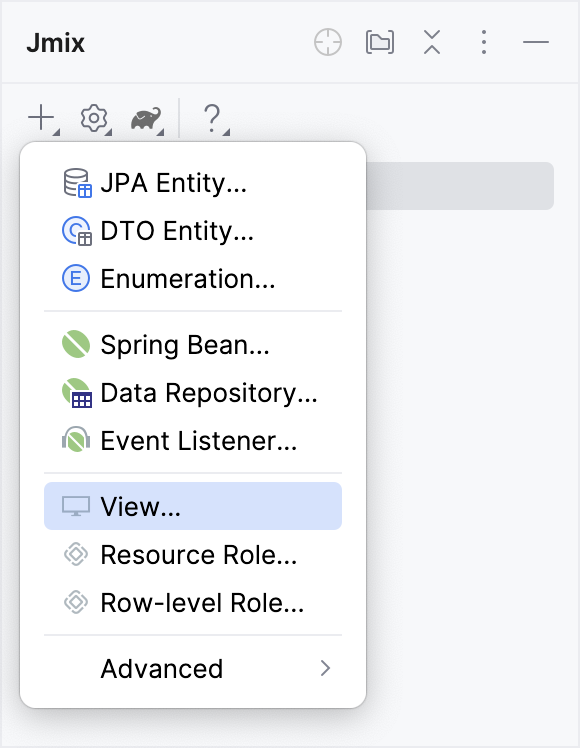 Jmix
?
JPA Entity...
DTO Entity...
Enumeration...
Spring Bean...
Data Repository...
Event Listener...
View...
Resource Role...
Row-level Role...
Advanced